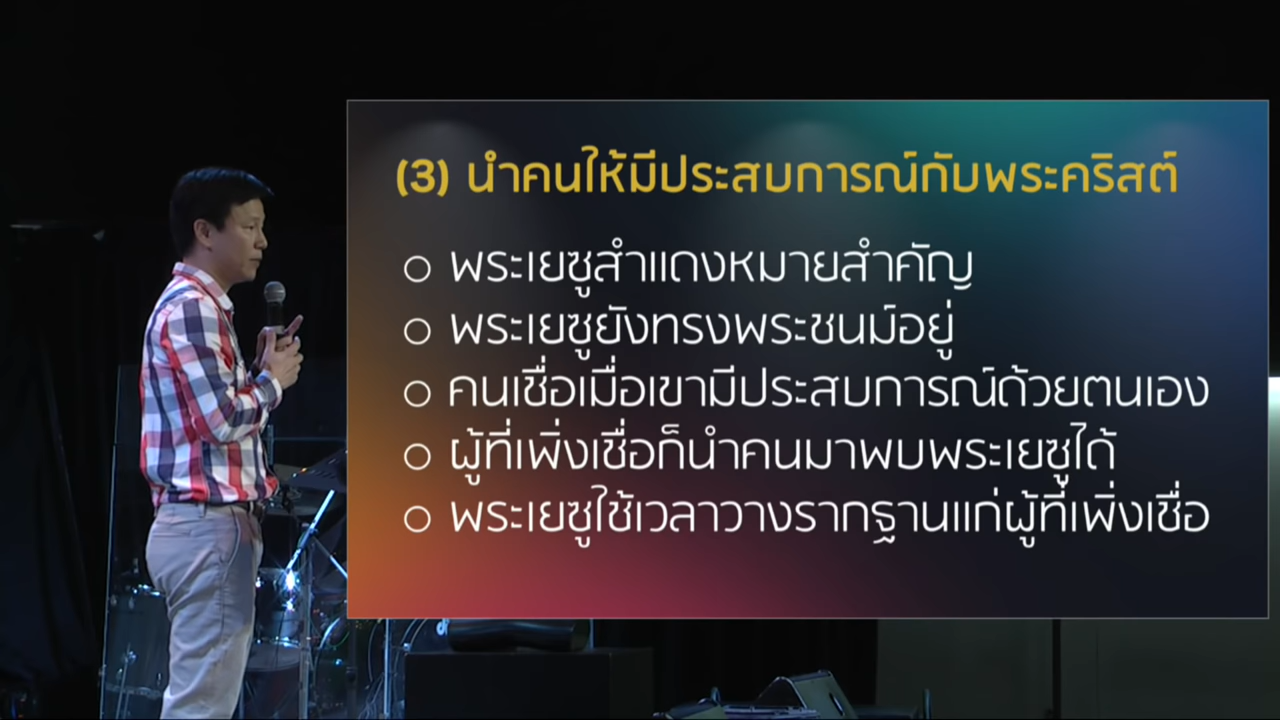 (3) นำคนให้มีประสบการณ์กับพระคริสต์
○ พระเยซูสำแดงหมายสำคัญ
○ พระเยซูยังทรงพระชนม์อยู่
○ คนเชื่อเมื่อเขามีประสบการณ์ด้วยตนเอง
○ ผู้ที่เพิ่งเชื่อก็นำคนมาพบพระเยซูได้
○ พระเยซูใช้เวลาวางรากฐานแก่ผู้ที่เพิ่งเชื่อ